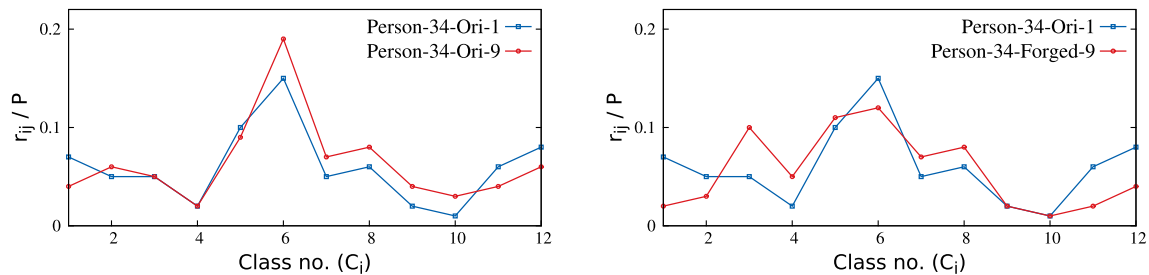 0.2
0.1
0
r_ij / P
Person-34-Ori-1
Person-34-Ori-9
2 4 6 8 10 12
Class no. (C_j)
0.2
0.1
0
r_ij / P
Person-34-Ori-1
Person-34-Forged-9
2 4 6 8 10 12
Class no. (C_j)